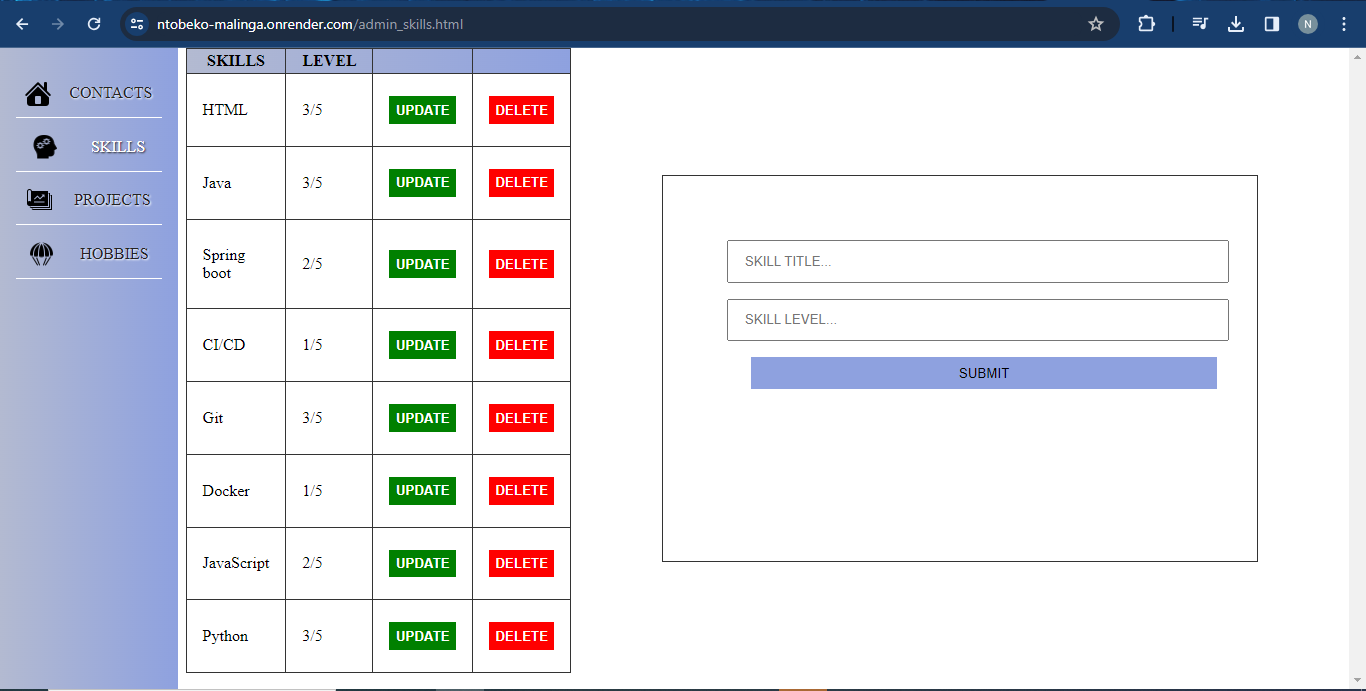 ntobeko-malinga.onrender.com/admin_skills.html
N
CONTACTS
SKILLS
PROJECTS
HOBBIES
SKILLS LEVEL
HTML 3/5 UPDATE DELETE
Java 3/5 UPDATE DELETE
Spring
boot 2/5 UPDATE DELETE
CI/CD 1/5 UPDATE DELETE
Git 3/5 UPDATE DELETE
Docker 1/5 UPDATE DELETE
JavaScript 2/5 UPDATE DELETE
Python 3/5 UPDATE DELETE
SKILL TITLE...
SKILL LEVEL...
SUBMIT